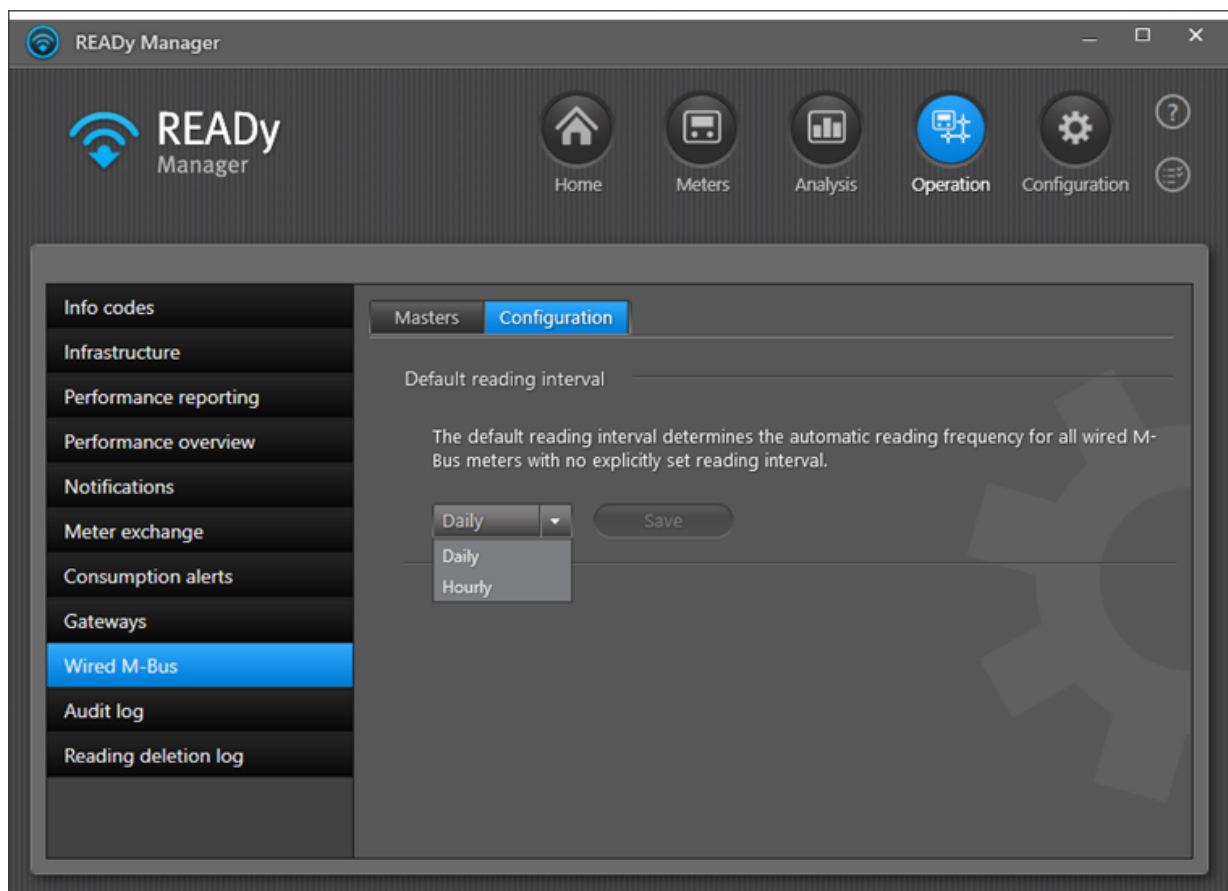 READy Manager
READy
Manager
Home
Meters
Analysis
Operation
Configuration
?
Info codes
Infrastructure
Performance reporting
Performance overview
Notifications
Meter exchange
Consumption alerts
Gateways
Wired M-Bus
Audit log
Reading deletion log
Masters
Configuration
Default reading interval
The default reading interval determines the automatic reading frequency for all wired M-
Bus meters with no explicitly set reading interval.
Daily
Save
Daily
Hourly